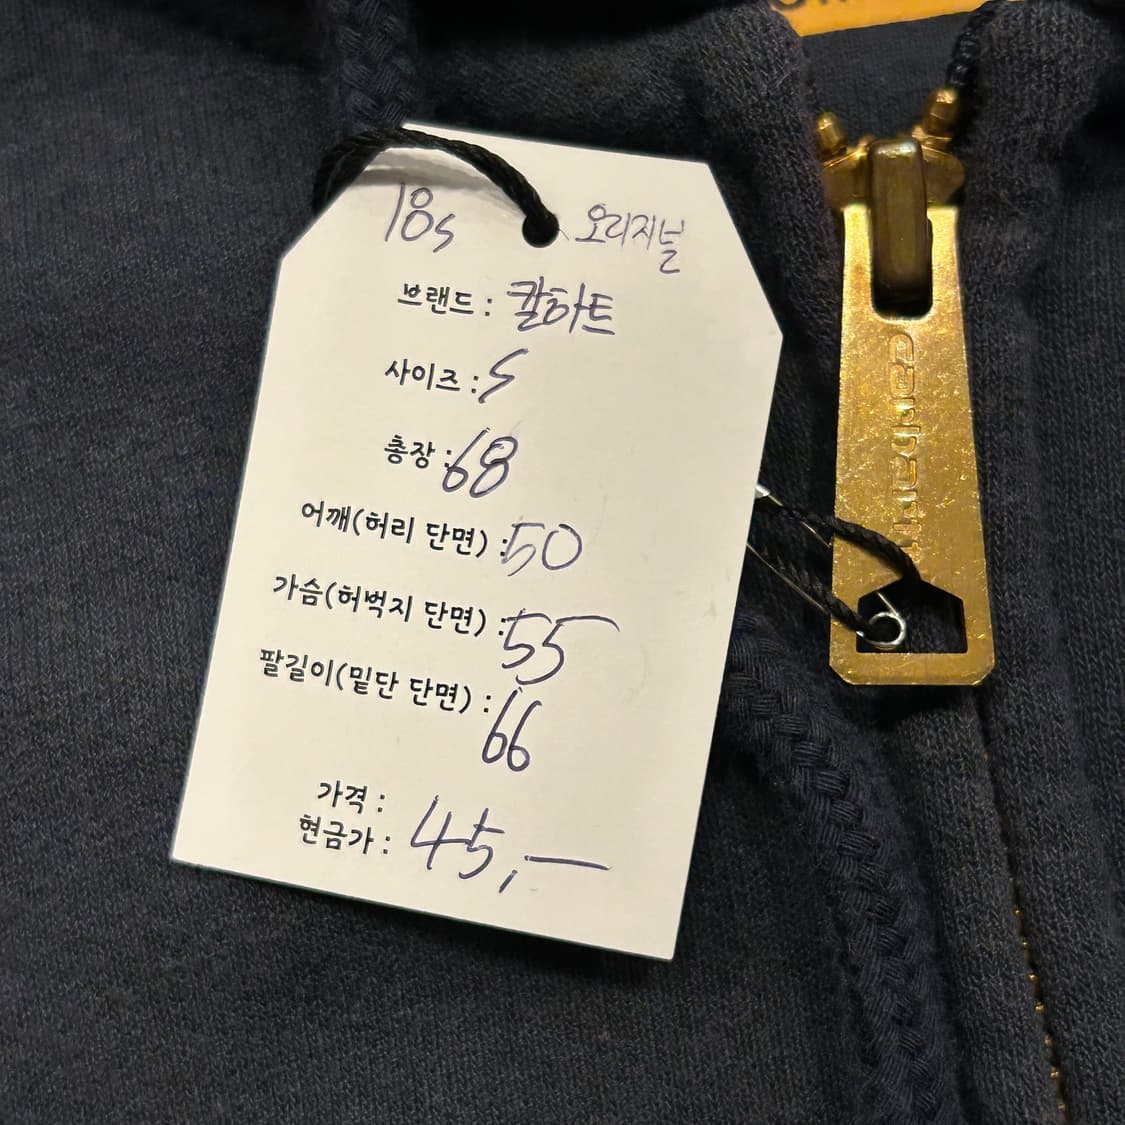 18s 오리지널
브랜드 : 칼하트
사이즈 : S
총장 : 68
어깨(허리 단면) : 50
가슴(허벅지 단면) : 55
팔길이(밑단 단면) : 66
가격 :
현금가 : 45,—
carhartt